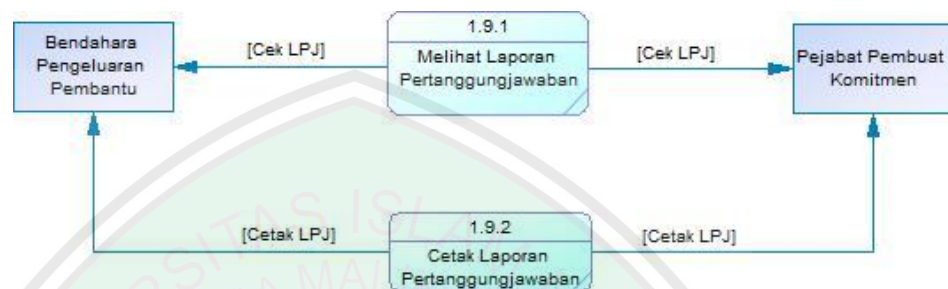 Bendahara
Pengeluaran
Pembantu
[Cek LPJ]
1.9.1
Melihat Laporan
Pertanggungjawaban
[Cek LPJ]
Pejabat Pembuat
Komitmen
[Cetak LPJ]
1.9.2
Cetak Laporan
Pertanggungjawaban
[Cetak LPJ]